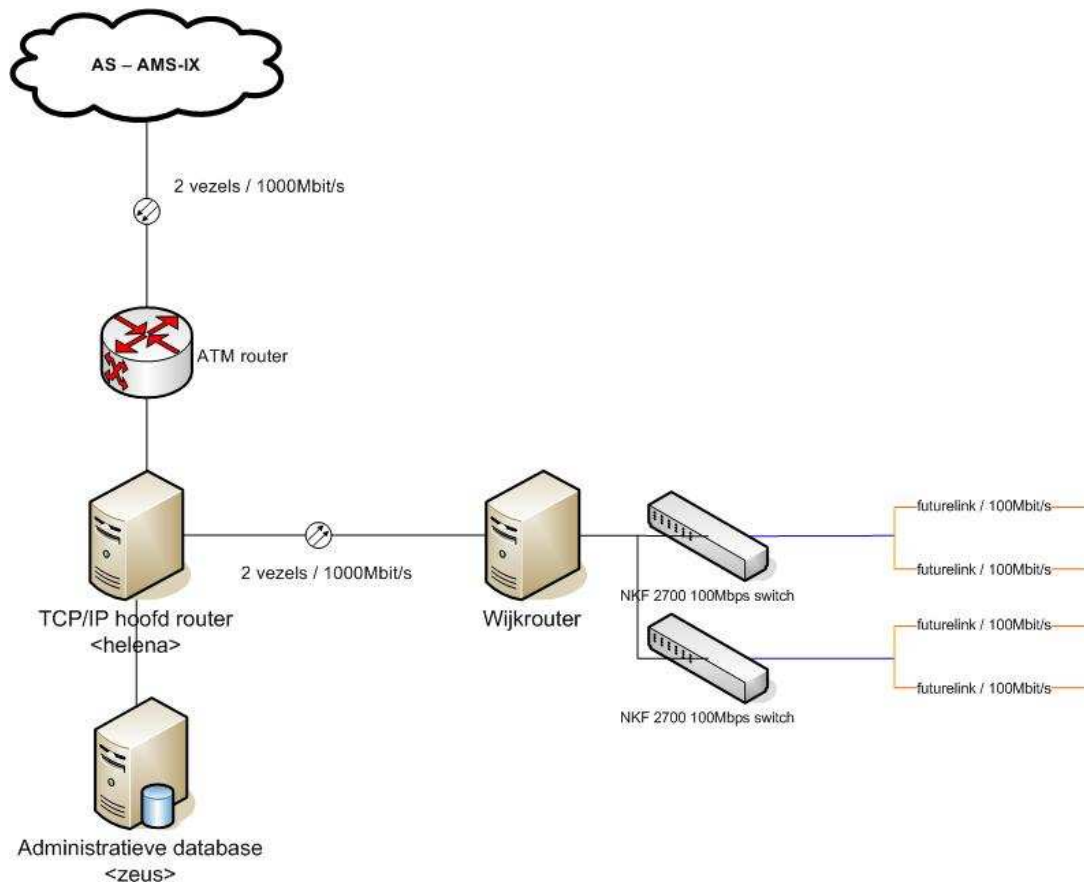 AS – AMS-IX
2 vezels / 1000Mbit/s
ATM router
2 vezels / 1000Mbit/s
TCP/IP hoofd router
<helena>
Wijkrouter
NKF 2700 100Mbps switch
futurelink / 100Mbit/s
futurelink / 100Mbit/s
NKF 2700 100Mbps switch
futurelink / 100Mbit/s
futurelink / 100Mbit/s
Administratieve database
<zeus>